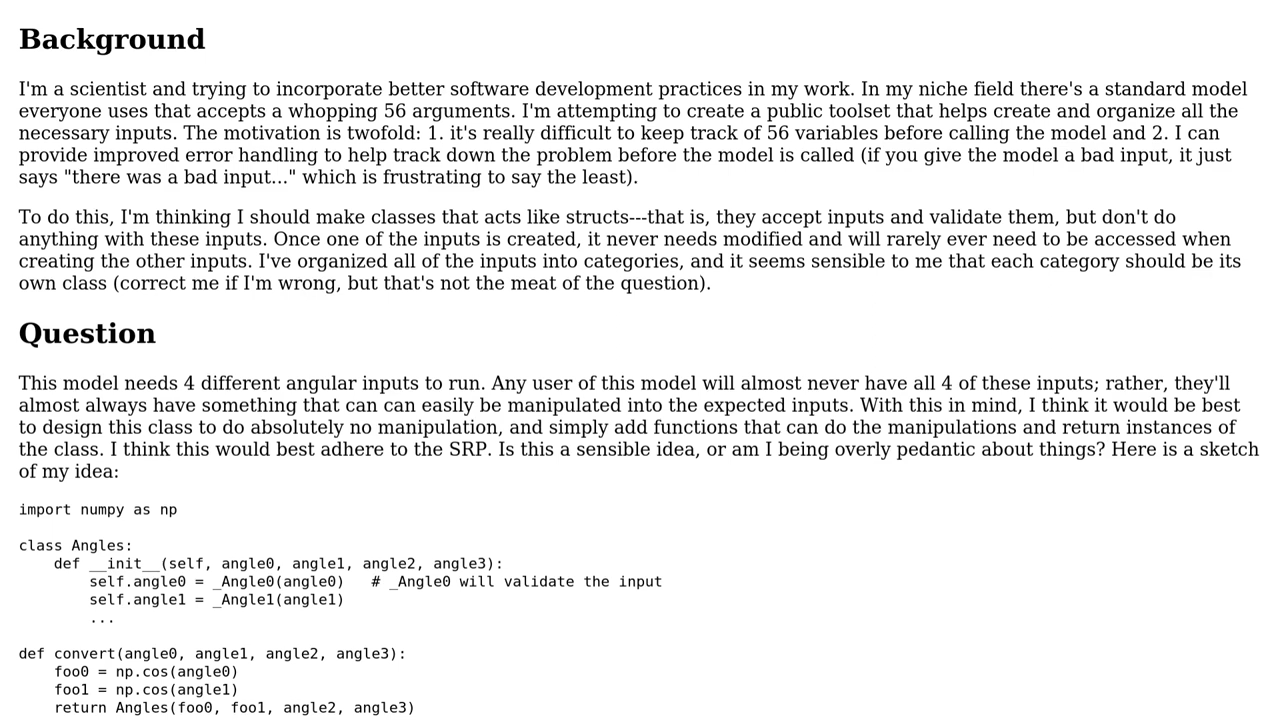 Background
I'm a scientist and trying to incorporate better software development practices in my work. In my niche field there's a standard model
everyone uses that accepts a whopping 56 arguments. I'm attempting to create a public toolset that helps create and organize all the
necessary inputs. The motivation is twofold: 1. it's really difficult to keep track of 56 variables before calling the model and 2. I can
provide improved error handling to help track down the problem before the model is called (if you give the model a bad input, it just
says "there was a bad input..." which is frustrating to say the least).
To do this, I'm thinking I should make classes that acts like structs---that is, they accept inputs and validate them, but don't do
anything with these inputs. Once one of the inputs is created, it never needs modified and will rarely ever need to be accessed when
creating the other inputs. I've organized all of the inputs into categories, and it seems sensible to me that each category should be its
own class (correct me if I'm wrong, but that's not the meat of the question).
Question
This model needs 4 different angular inputs to run. Any user of this model will almost never have all 4 of these inputs; rather, they'll
almost always have something that can can easily be manipulated into the expected inputs. With this in mind, I think it would be best
to design this class to do absolutely no manipulation, and simply add functions that can do the manipulations and return instances of
the class. I think this would best adhere to the SRP. Is this a sensible idea, or am I being overly pedantic about things? Here is a sketch
of my idea:
import numpy as np
class Angles:
    def __init__(self, angle0, angle1, angle2, angle3):
        self.angle0 = _Angle0(angle0)   # _Angle0 will validate the input
        self.angle1 = _Angle1(angle1)
        ...
def convert(angle0, angle1, angle2, angle3):
    foo0 = np.cos(angle0)
    foo1 = np.cos(angle1)
    return Angles(foo0, foo1, angle2, angle3)